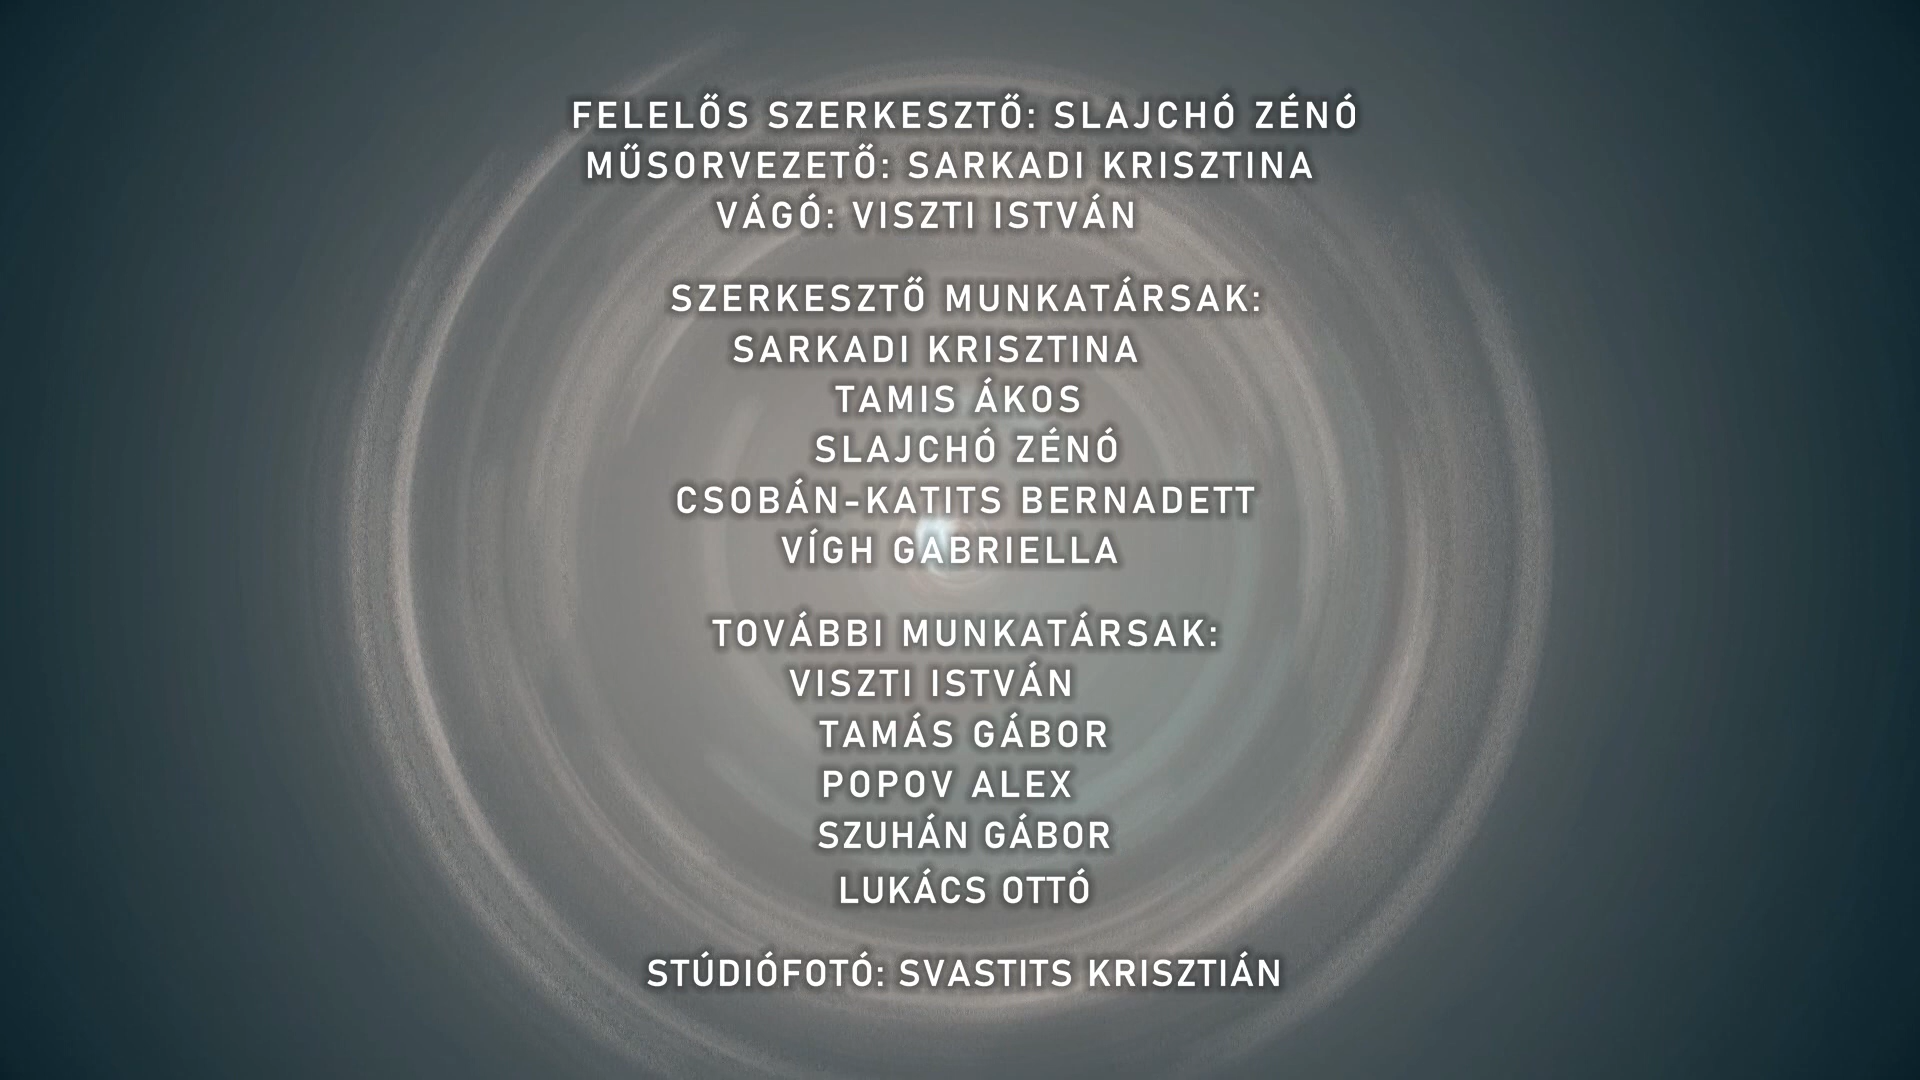 FELELŐS SZERKESZTŐ: SLAJCHÓ ZÉNÓ
MŰSORVEZETŐ: SARKADI KRISZTINA
VÁGÓ: VISZTI ISTVÁN
SZERKESZTŐ MUNKATÁRSAK:
SARKADI KRISZTINA
TAMIS ÁKOS
SLAJCHÓ ZÉNÓ
CSOBÁN-KATITS BERNADETT
VÍGH GABRIELLA
TOVÁBBI MUNKATÁRSAK:
VISZTI ISTVÁN
TAMÁS GÁBOR
POPOV ALEX
SZUHÁN GÁBOR
LUKÁCS OTTÓ
STÚDIÓFOTÓ: SVASTITS KRISZTIÁN